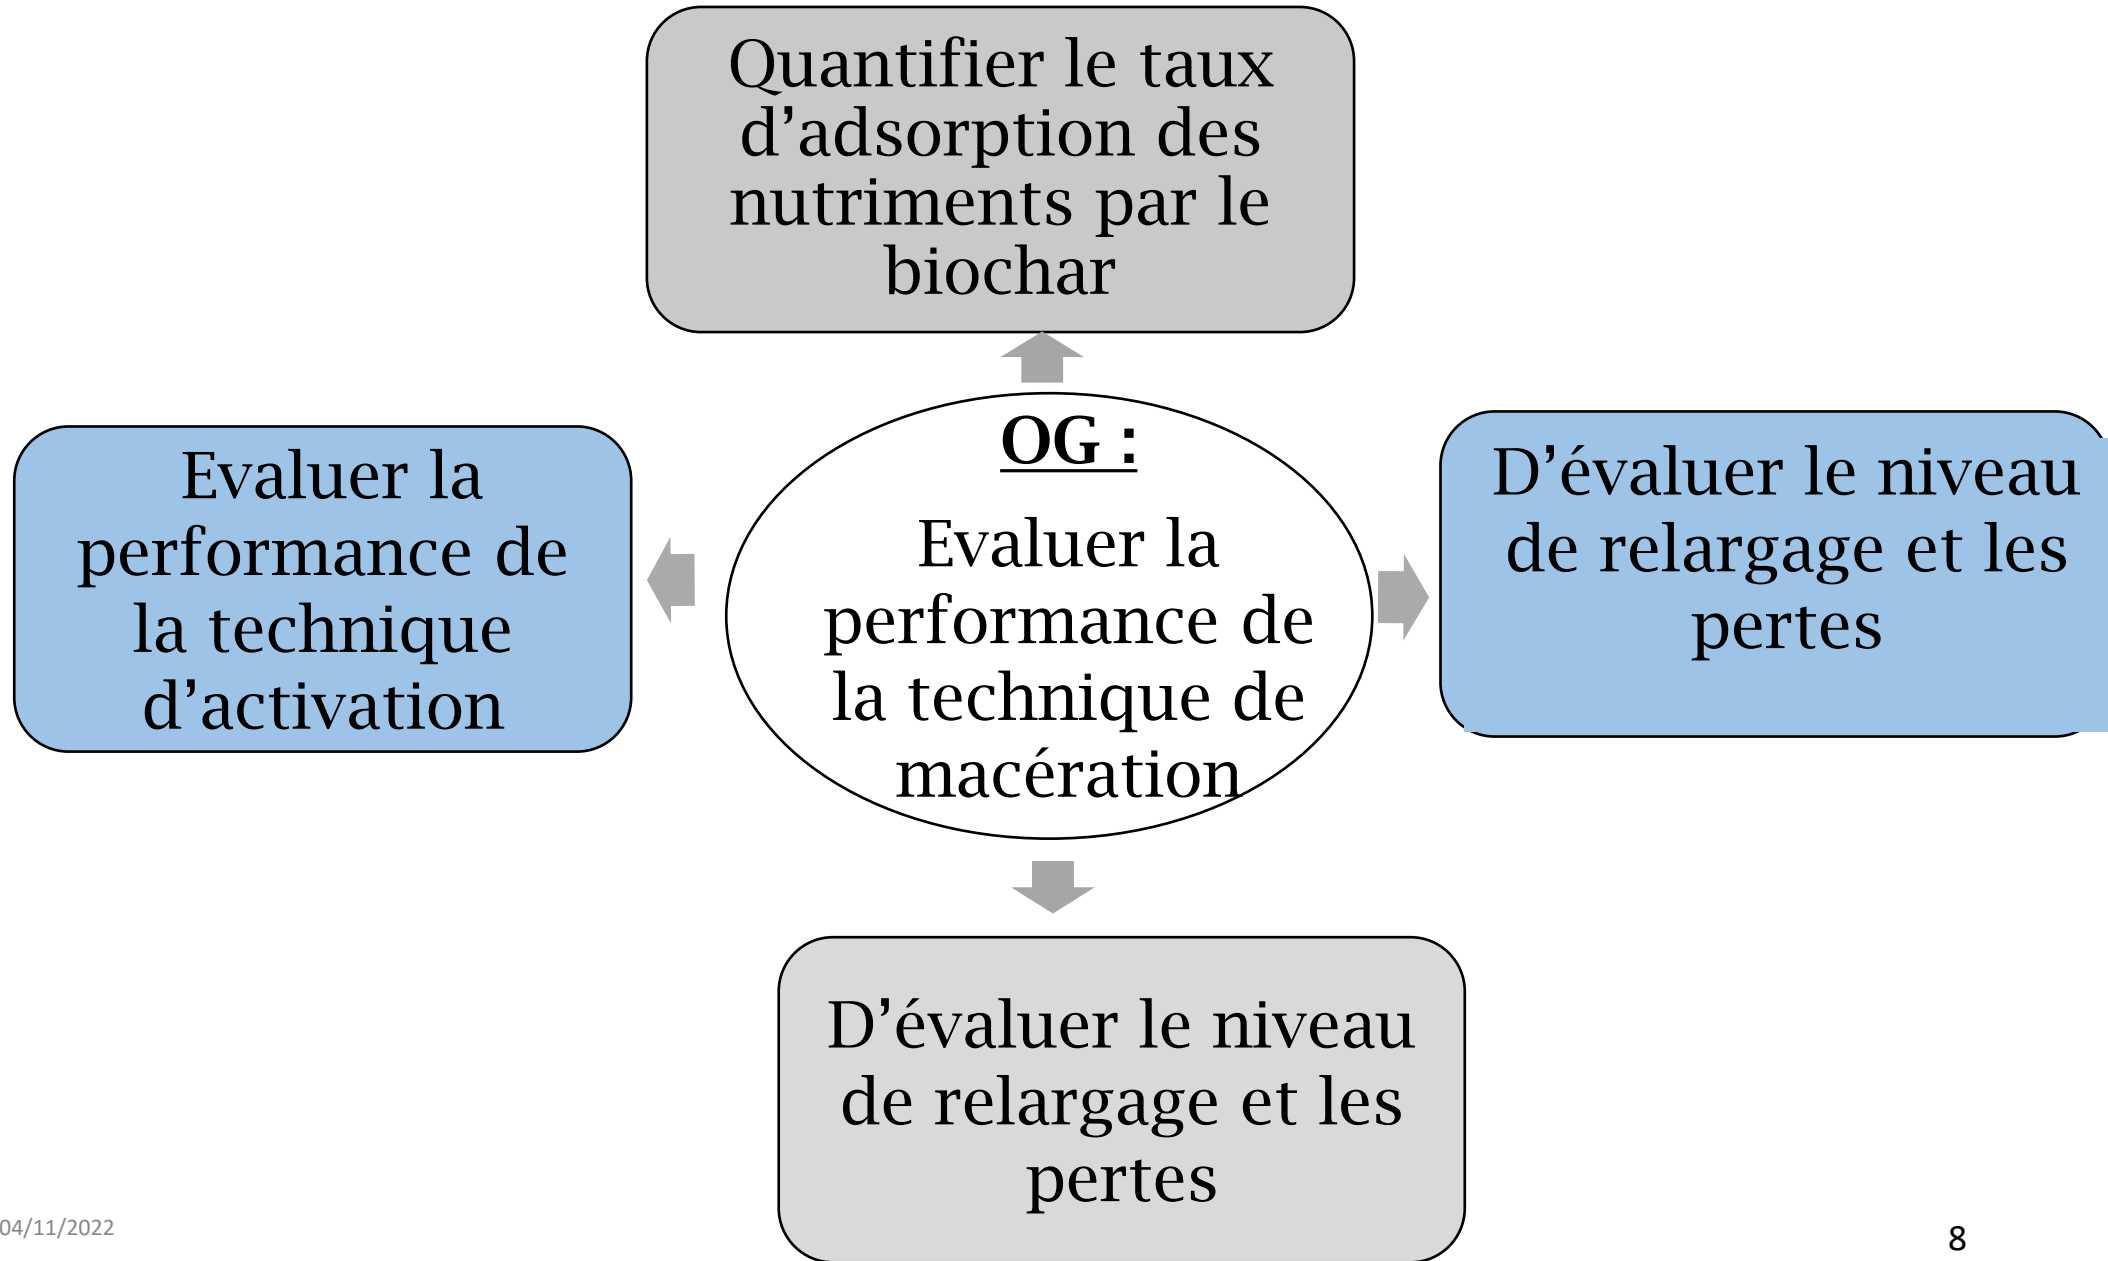 Quantifier le taux
d’adsorption des
nutriments par le
biochar
Evaluer la
performance de
la technique
d’activation
OG :
Evaluer la
performance de
la technique de
macération
D’évaluer le niveau
de relargage et les
pertes
D’évaluer le niveau
de relargage et les
pertes
04/11/2022
8